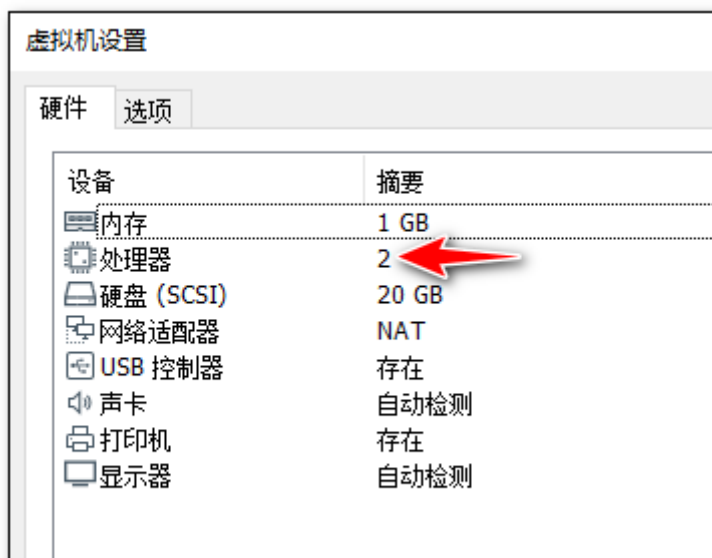 虚拟机设置
硬件 选项
设备 摘要
内存 1 GB
处理器 2
硬盘 (SCSI) 20 GB
网络适配器 NAT
USB 控制器 存在
声卡 自动检测
打印机 存在
显示器 自动检测